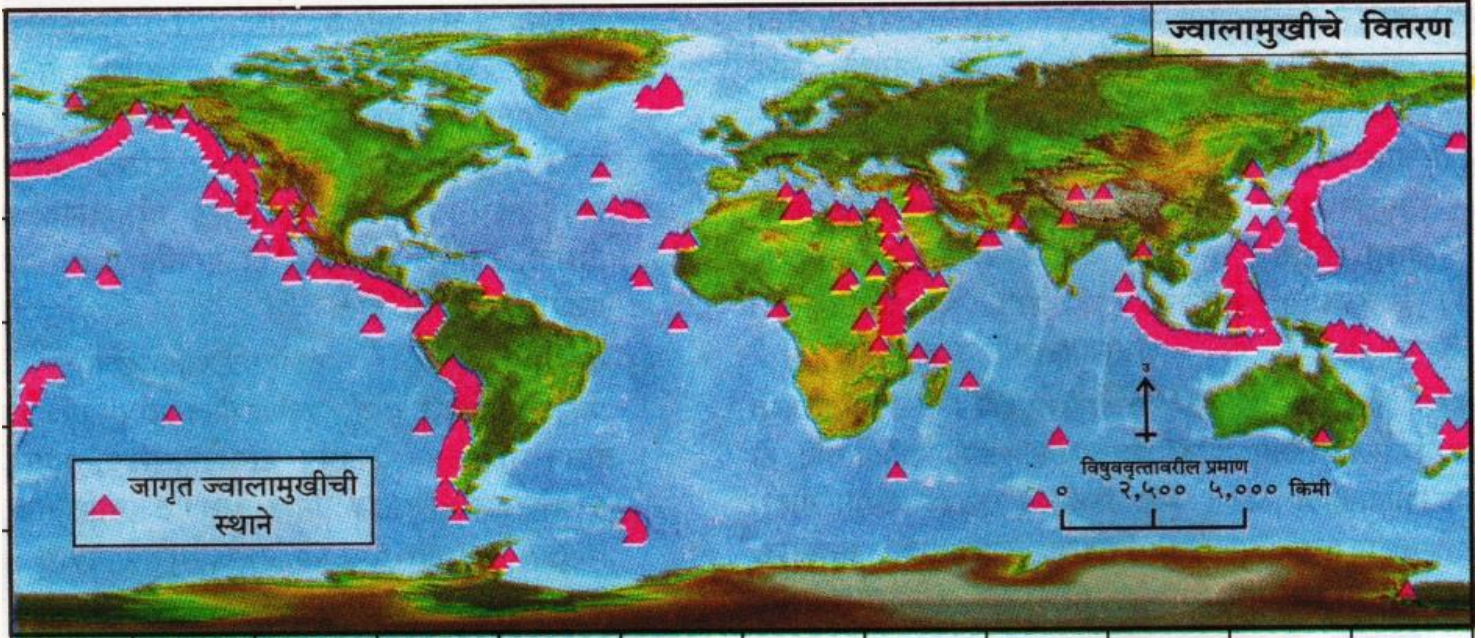 ज्वालामुखीचे वितरण
उ
विषुववृत्तावरील प्रमाण
० २,५०० ५,००० किमी
जागृत ज्वालामुखीची
स्थाने